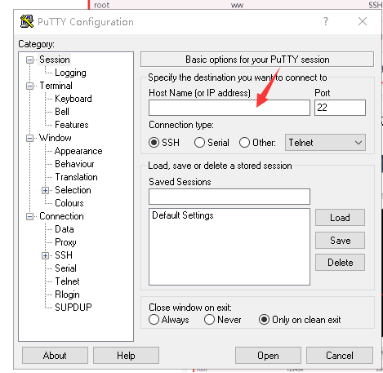 root ww SSH
PuTTY Configuration ? ×
Category:
Session
Logging
Terminal
Keyboard
Bell
Features
Window
Appearance
Behaviour
Translation
Selection
Colours
Connection
Data
Proxy
SSH
Serial
Telnet
Rlogin
SUPDUP
Basic options for your PuTTY session
Specify the destination you want to connect to
Host Name (or IP address) Port
22
Connection type:
SSH Serial Other: Telnet
Load, save or delete a stored session
Saved Sessions
Default Settings
Load
Save
Delete
Close window on exit:
Always Never Only on clean exit
About Help Open Cancel